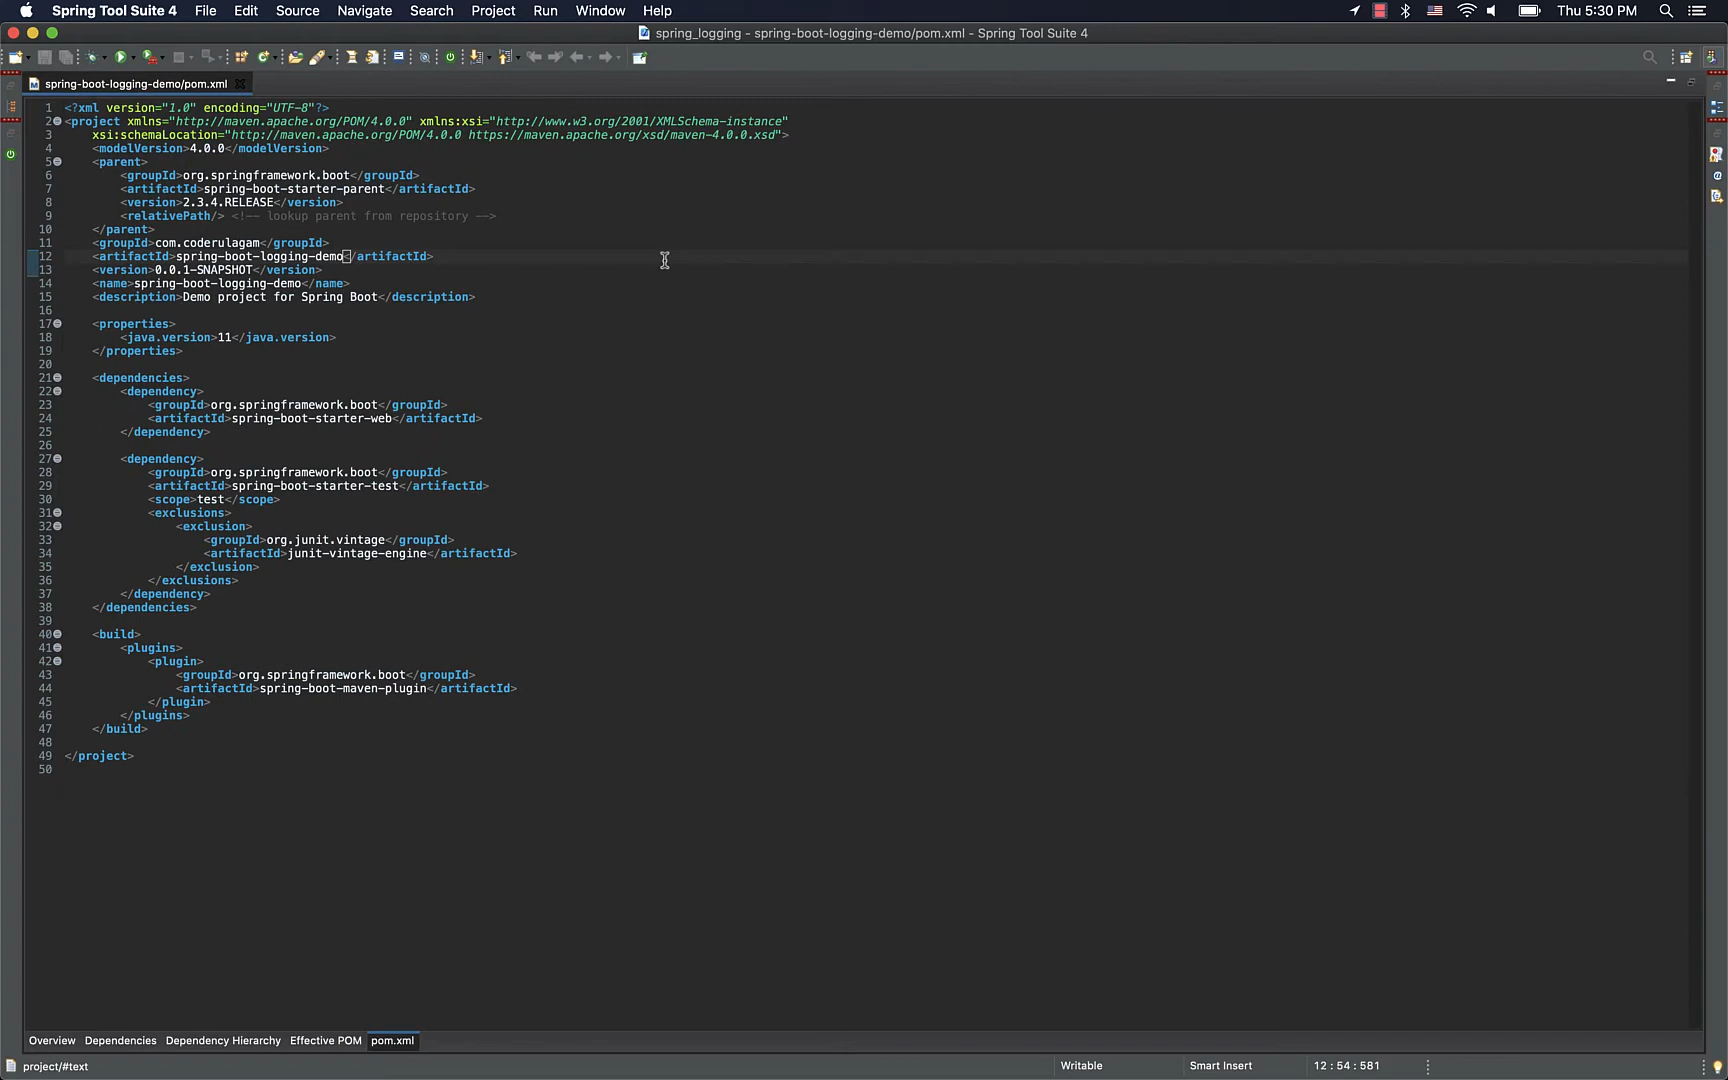 Spring Tool Suite 4 File Edit Source Navigate Search Project Run Window Help Thu 5:30 PM
spring_logging - spring-boot-logging-demo/pom.xml - Spring Tool Suite 4
spring-boot-logging-demo/pom.xml
1 <?xml version="1.0" encoding="UTF-8"?>
2 <project xmlns="http://maven.apache.org/POM/4.0.0" xmlns:xsi="http://www.w3.org/2001/XMLSchema-instance"
3 xsi:schemaLocation="http://maven.apache.org/POM/4.0.0 https://maven.apache.org/xsd/maven-4.0.0.xsd">
4 <modelVersion>4.0.0</modelVersion>
5 <parent>
6 <groupId>org.springframework.boot</groupId>
7 <artifactId>spring-boot-starter-parent</artifactId>
8 <version>2.3.4.RELEASE</version>
9 <relativePath/> <!-- lookup parent from repository -->
10 </parent>
11 <groupId>com.coderulagam</groupId>
12 <artifactId>spring-boot-logging-demo</artifactId>
13 <version>0.0.1-SNAPSHOT</version>
14 <name>spring-boot-logging-demo</name>
15 <description>Demo project for Spring Boot</description>
16
17 <properties>
18 <java.version>11</java.version>
19 </properties>
20
21 <dependencies>
22 <dependency>
23 <groupId>org.springframework.boot</groupId>
24 <artifactId>spring-boot-starter-web</artifactId>
25 </dependency>
26
27 <dependency>
28 <groupId>org.springframework.boot</groupId>
29 <artifactId>spring-boot-starter-test</artifactId>
30 <scope>test</scope>
31 <exclusions>
32 <exclusion>
33 <groupId>org.junit.vintage</groupId>
34 <artifactId>junit-vintage-engine</artifactId>
35 </exclusion>
36 </exclusions>
37 </dependency>
38 </dependencies>
39
40 <build>
41 <plugins>
42 <plugin>
43 <groupId>org.springframework.boot</groupId>
44 <artifactId>spring-boot-maven-plugin</artifactId>
45 </plugin>
46 </plugins>
47 </build>
48
49 </project>
50
Overview Dependencies Dependency Hierarchy Effective POM pom.xml
project/#text Writable Smart Insert 12 : 54 : 581